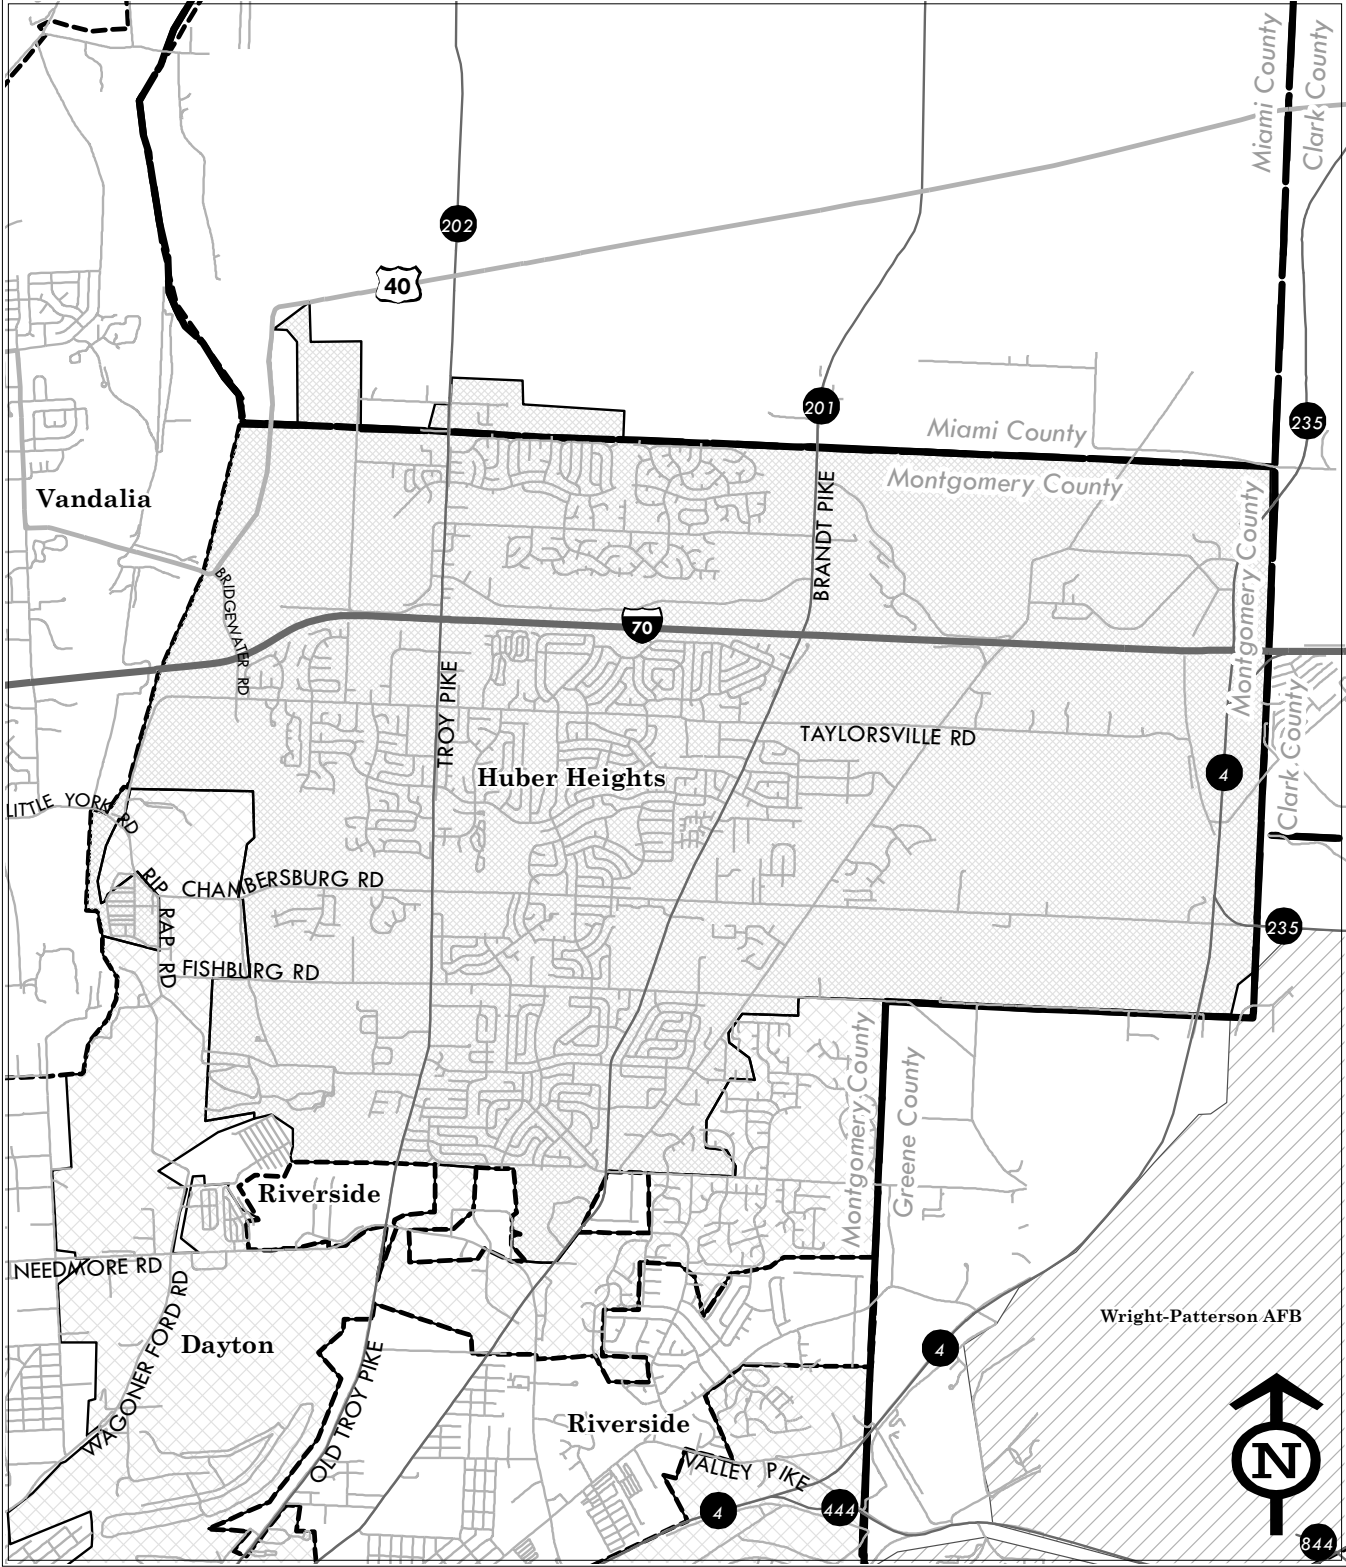 Miami County
Clark County
202
40
201
235
Miami County
Montgomery County
Vandalia
BRANDT PIKE
Montgomery County
BRIDGEWATER RD
70
TROY PIKE
TAYLORSVILLE RD
Clark County
Huber Heights
4
LITTLE YORK RD
RIP RAP RD
CHAMBERSBURG RD
235
FISHBURG RD
Montgomery County
Greene County
Riverside
NEEDMORE RD
WAGONER FORD RD
Dayton
OLD TROY PIKE
Wright-Patterson AFB
4
Riverside
VALLEY PIKE
4
444
N
844